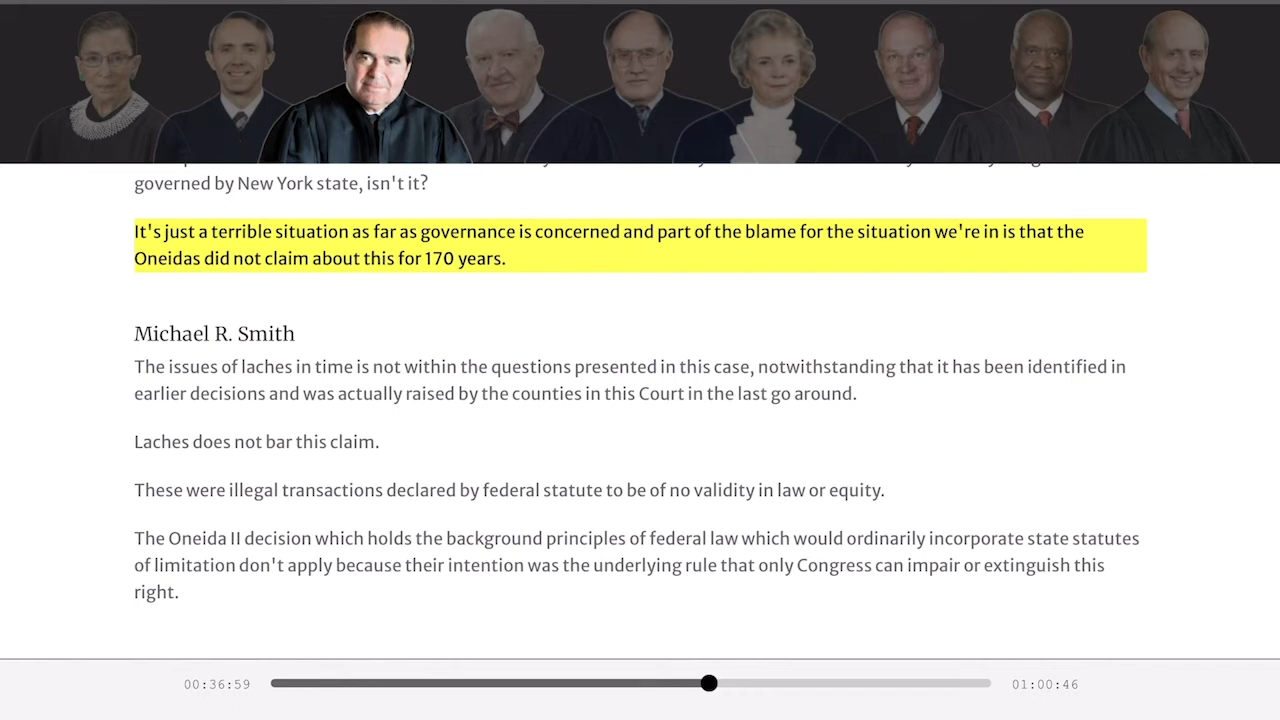 governed by New York state, isn't it?
It's just a terrible situation as far as governance is concerned and part of the blame for the situation we're in is that the
Oneidas did not claim about this for 170 years.
Michael R. Smith
The issues of laches in time is not within the questions presented in this case, notwithstanding that it has been identified in
earlier decisions and was actually raised by the counties in this Court in the last go around.
Laches does not bar this claim.
These were illegal transactions declared by federal statute to be of no validity in law or equity.
The Oneida II decision which holds the background principles of federal law which would ordinarily incorporate state statutes
of limitation don't apply because their intention was the underlying rule that only Congress can impair or extinguish this
right.
00:36:59
01:00:46